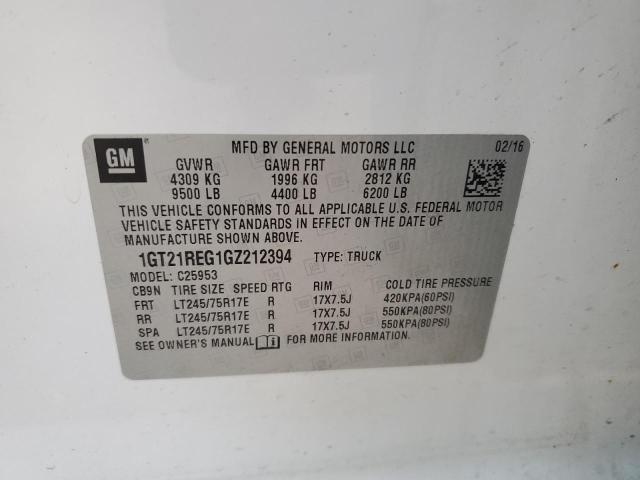 GM
MFD BY GENERAL MOTORS LLC 02/16
GVWR GAWR FRT GAWR RR
4309 KG 1996 KG 2812 KG
9500 LB 4400 LB 6200 LB
THIS VEHICLE CONFORMS TO ALL APPLICABLE U.S. FEDERAL MOTOR
VEHICLE SAFETY STANDARDS IN EFFECT ON THE DATE OF
MANUFACTURE SHOWN ABOVE.
1GT21REG1GZ212394 TYPE: TRUCK
MODEL: C25953
CB9N TIRE SIZE SPEED RTG RIM COLD TIRE PRESSURE
FRT LT245/75R17E R 17X7.5J 420KPA(60PSI)
RR LT245/75R17E R 17X7.5J 550KPA(80PSI)
SPA LT245/75R17E R 17X7.5J 550KPA(80PSI)
SEE OWNER'S MANUAL FOR MORE INFORMATION.